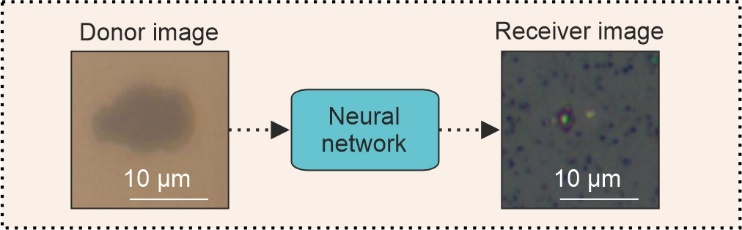 Donor image
Receiver image
Neural
network
10 µm
10 µm